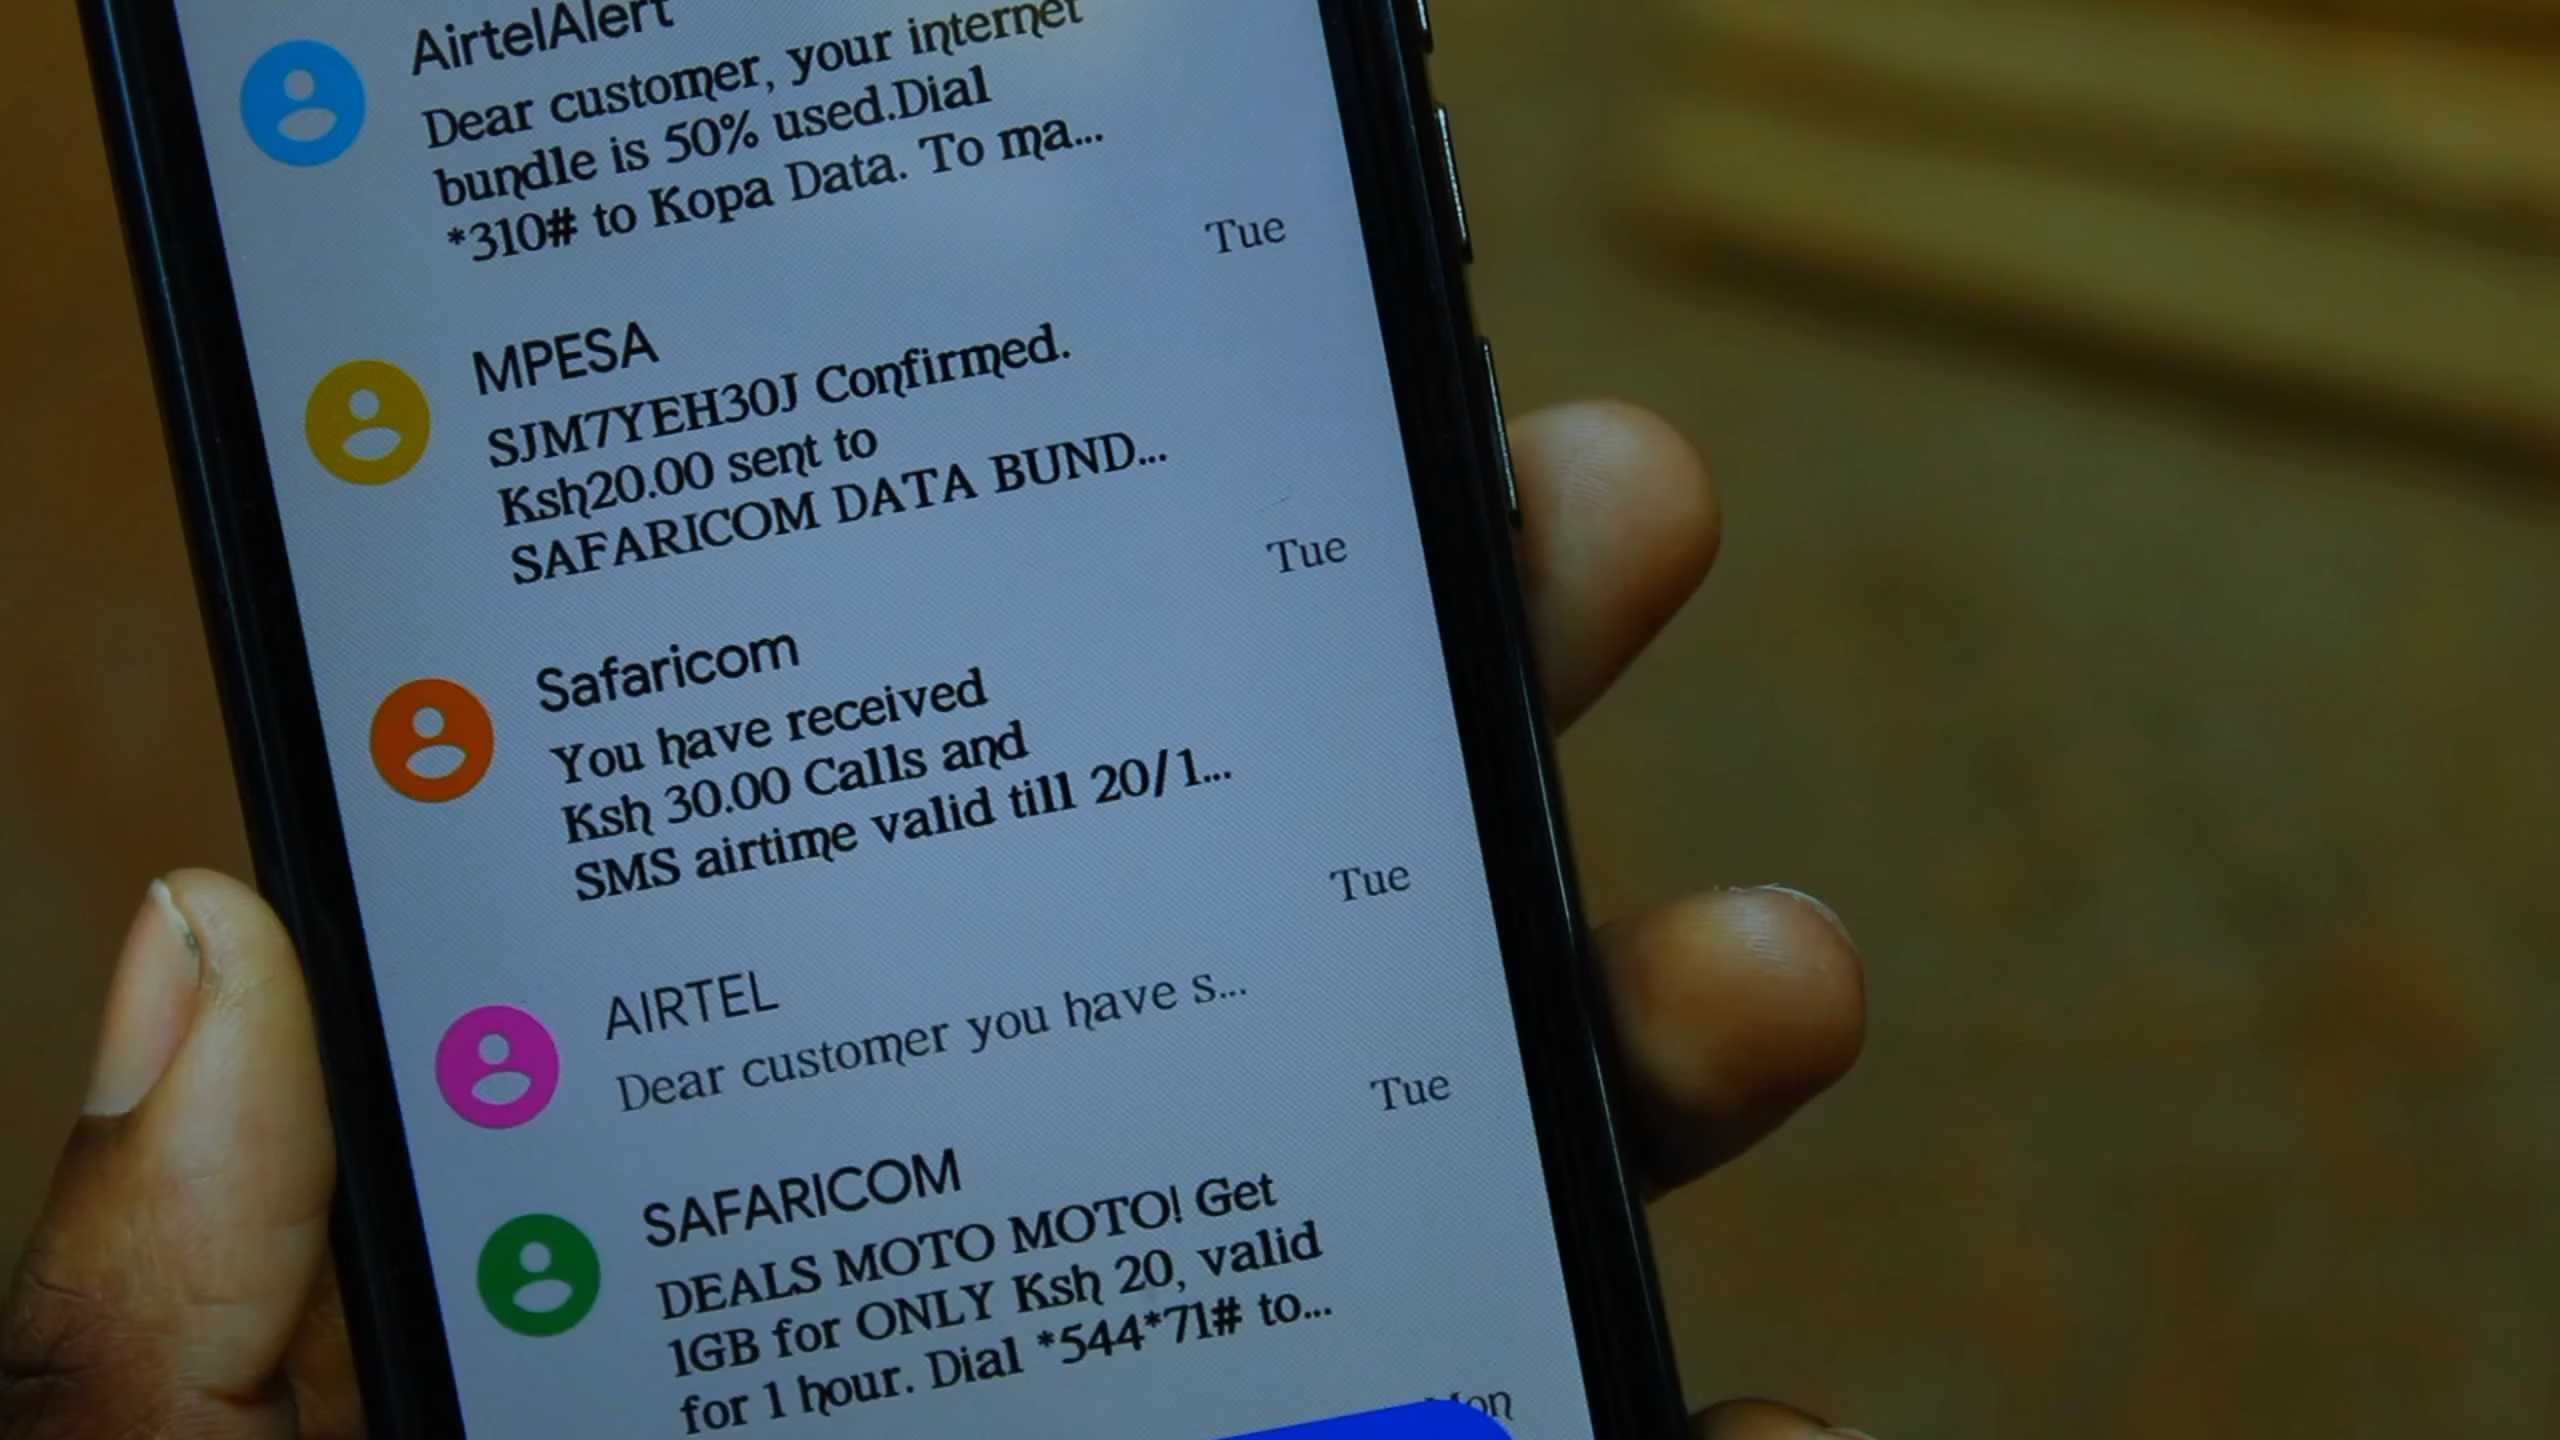 AirtelAlert
Dear customer, your internet
bundle is 50% used.Dial
*310# to Kopa Data. To ma...
Tue
MPESA
SJM7YEH30J Confirmed.
Ksh20.00 sent to
SAFARICOM DATA BUND...
Tue
Safaricom
You have received
Ksh 30.00 Calls and
SMS airtime valid till 20/1...
Tue
AIRTEL
Dear customer you have s...
Tue
SAFARICOM
DEALS MOTO MOTO! Get
1GB for ONLY Ksh 20, valid
for 1 hour. Dial *544*71# to...
Mon